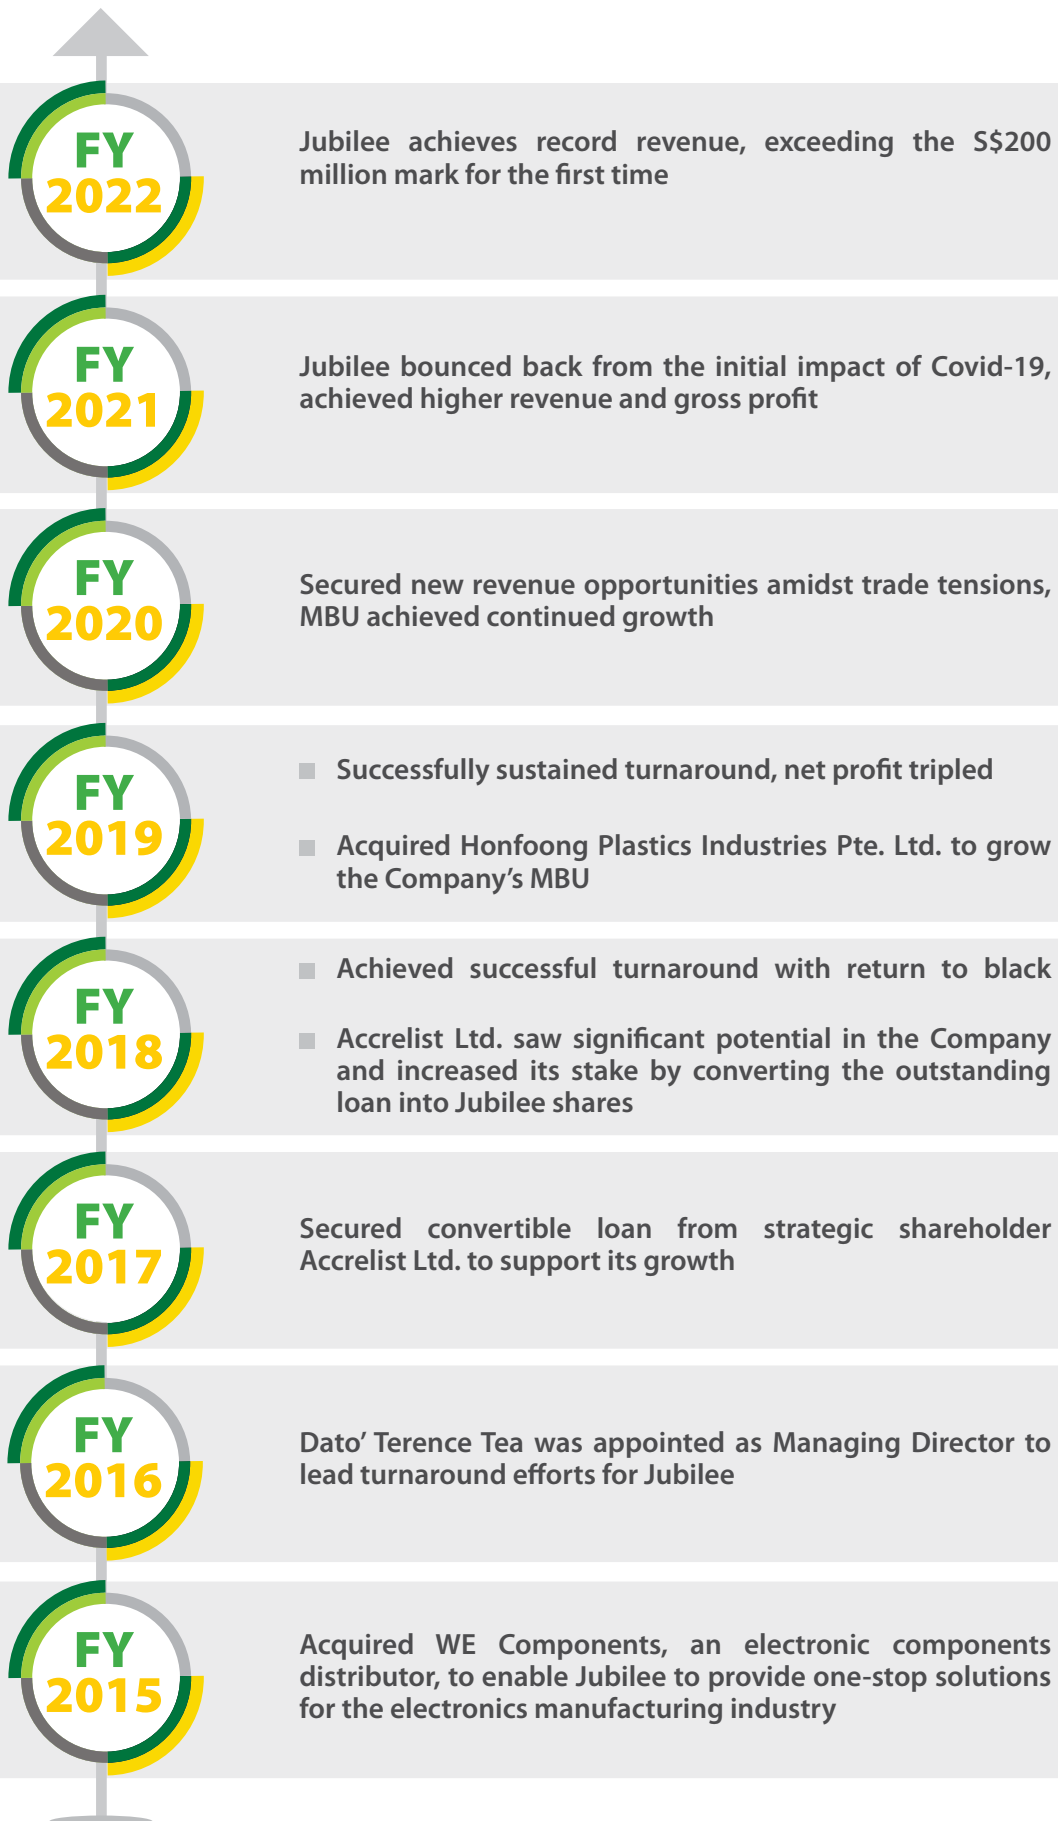 FY
2022
Jubilee achieves record revenue, exceeding the S$200
million mark for the first time
FY
2021
Jubilee bounced back from the initial impact of Covid-19,
achieved higher revenue and gross profit
FY
2020
Secured new revenue opportunities amidst trade tensions,
MBU achieved continued growth
FY
2019
Successfully sustained turnaround, net profit tripled
Acquired Honfoong Plastics Industries Pte. Ltd. to grow
the Company’s MBU
FY
2018
Achieved successful turnaround with return to black
Accrelist Ltd. saw significant potential in the Company
and increased its stake by converting the outstanding
loan into Jubilee shares
FY
2017
Secured convertible loan from strategic shareholder
Accrelist Ltd. to support its growth
FY
2016
Dato’ Terence Tea was appointed as Managing Director to
lead turnaround efforts for Jubilee
FY
2015
Acquired WE Components, an electronic components
distributor, to enable Jubilee to provide one-stop solutions
for the electronics manufacturing industry